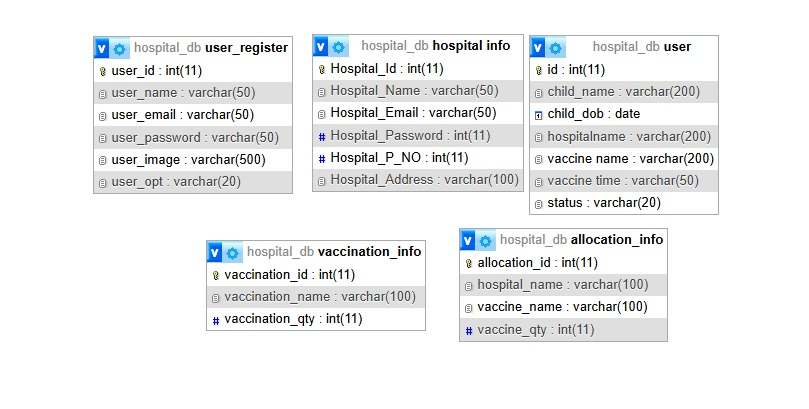 hospital_db user_register
user_id : int(11)
user_name : varchar(50)
user_email : varchar(50)
user_password : varchar(50)
user_image : varchar(500)
user_opt : varchar(20)
hospital_db hospital info
Hospital_Id : int(11)
Hospital_Name : varchar(50)
Hospital_Email : varchar(50)
# Hospital_Password : int(11)
# Hospital_P_NO : int(11)
Hospital_Address : varchar(100)
hospital_db user
id : int(11)
child_name : varchar(200)
child_dob : date
hospitalname : varchar(200)
vaccine name : varchar(200)
vaccine time : varchar(50)
status : varchar(20)
hospital_db vaccination_info
vaccination_id : int(11)
vaccination_name : varchar(100)
# vaccination_qty : int(11)
hospital_db allocation_info
allocation_id : int(11)
hospital_name : varchar(100)
vaccine_name : varchar(100)
# vaccine_qty : int(11)